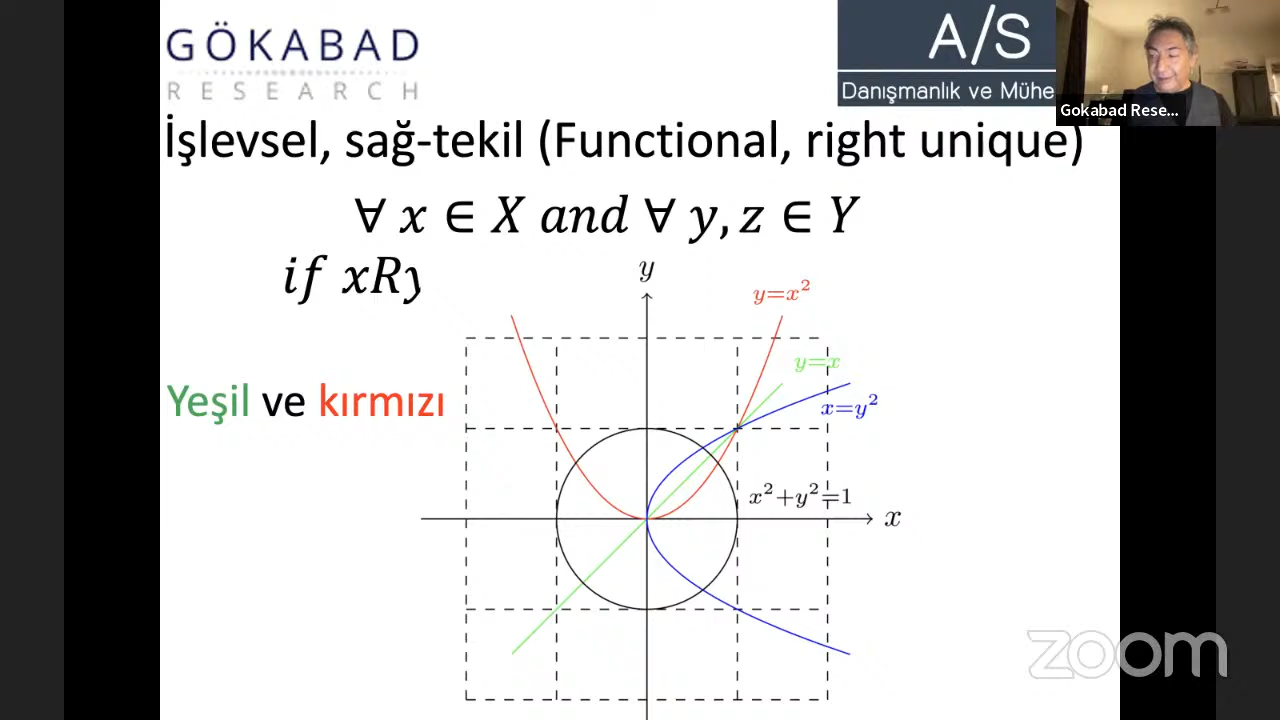 GÖKABAD
RESEARCH
A/S
Danışmanlık ve Mühe
Gokabad Rese...
İşlevsel, sağ-tekil (Functional, right unique)
∀ x ∈ X and ∀ y, z ∈ Y
if xRy
y
y=x²
y=x
Yeşil ve kırmızı
x=y²
x²+y²=1
x
zoom